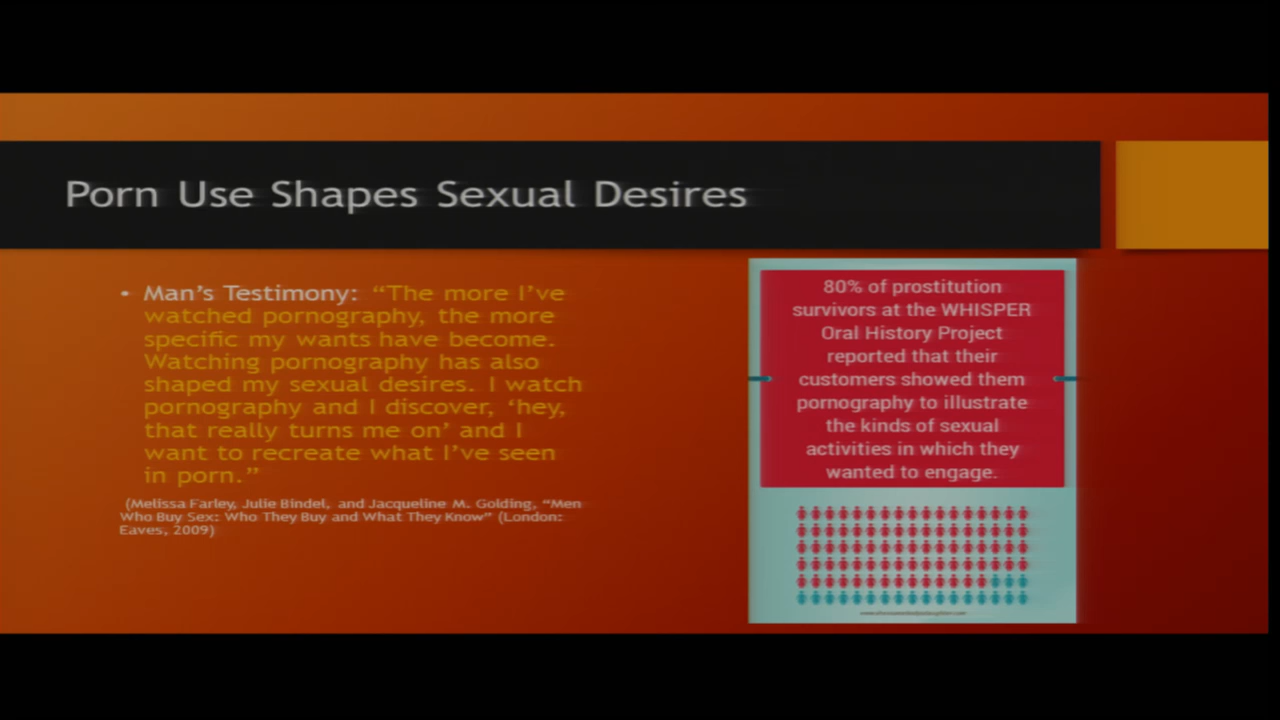 Porn Use Shapes Sexual Desires
• Man's Testimony: “The more I've
watched pornography, the more
specific my wants have become.
Watching pornography has also
shaped my sexual desires. I watch
pornography and I discover, ‘hey,
that really turns me on’ and I
want to recreate what I've seen
in porn.”
(Melissa Farley, Julie Bindel, and Jacqueline M. Golding, “Men
Who Buy Sex: Who They Buy and What They Know” (London:
Eaves, 2009)
80% of prostitution
survivors at the WHISPER
Oral History Project
reported that their
customers showed them
pornography to illustrate
the kinds of sexual
activities in which they
wanted to engage.